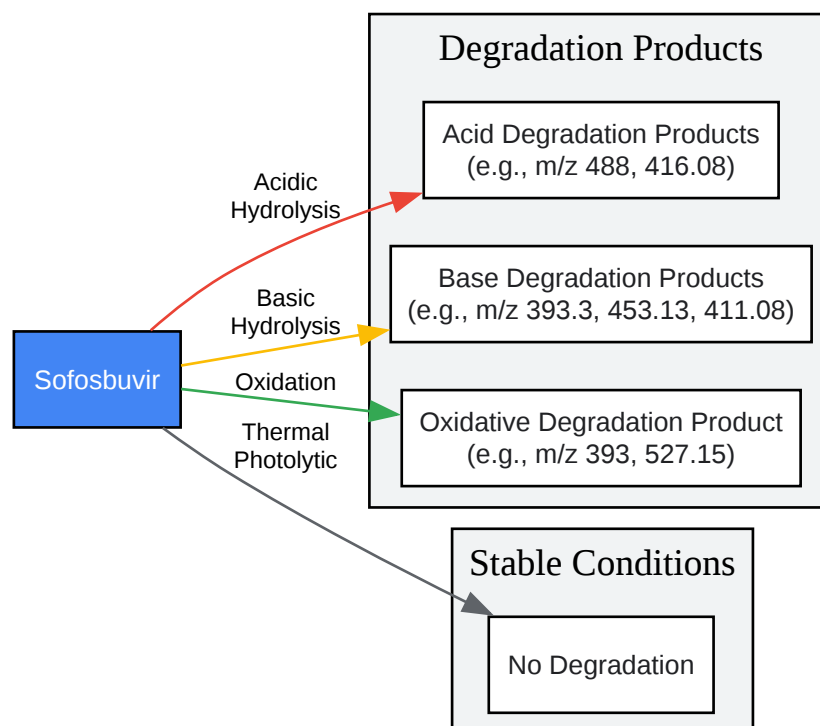 Degradation Products
Acid Degradation Products
(e.g., m/z 488, 416.08)
Acidic
Hydrolysis
Base Degradation Products
(e.g., m/z 393.3, 453.13, 411.08)
Basic
Hydrolysis
Sofosbuvir
Oxidation
Oxidative Degradation Product
(e.g., m/z 393, 527.15)
Thermal
Photolytic
Stable Conditions
No Degradation